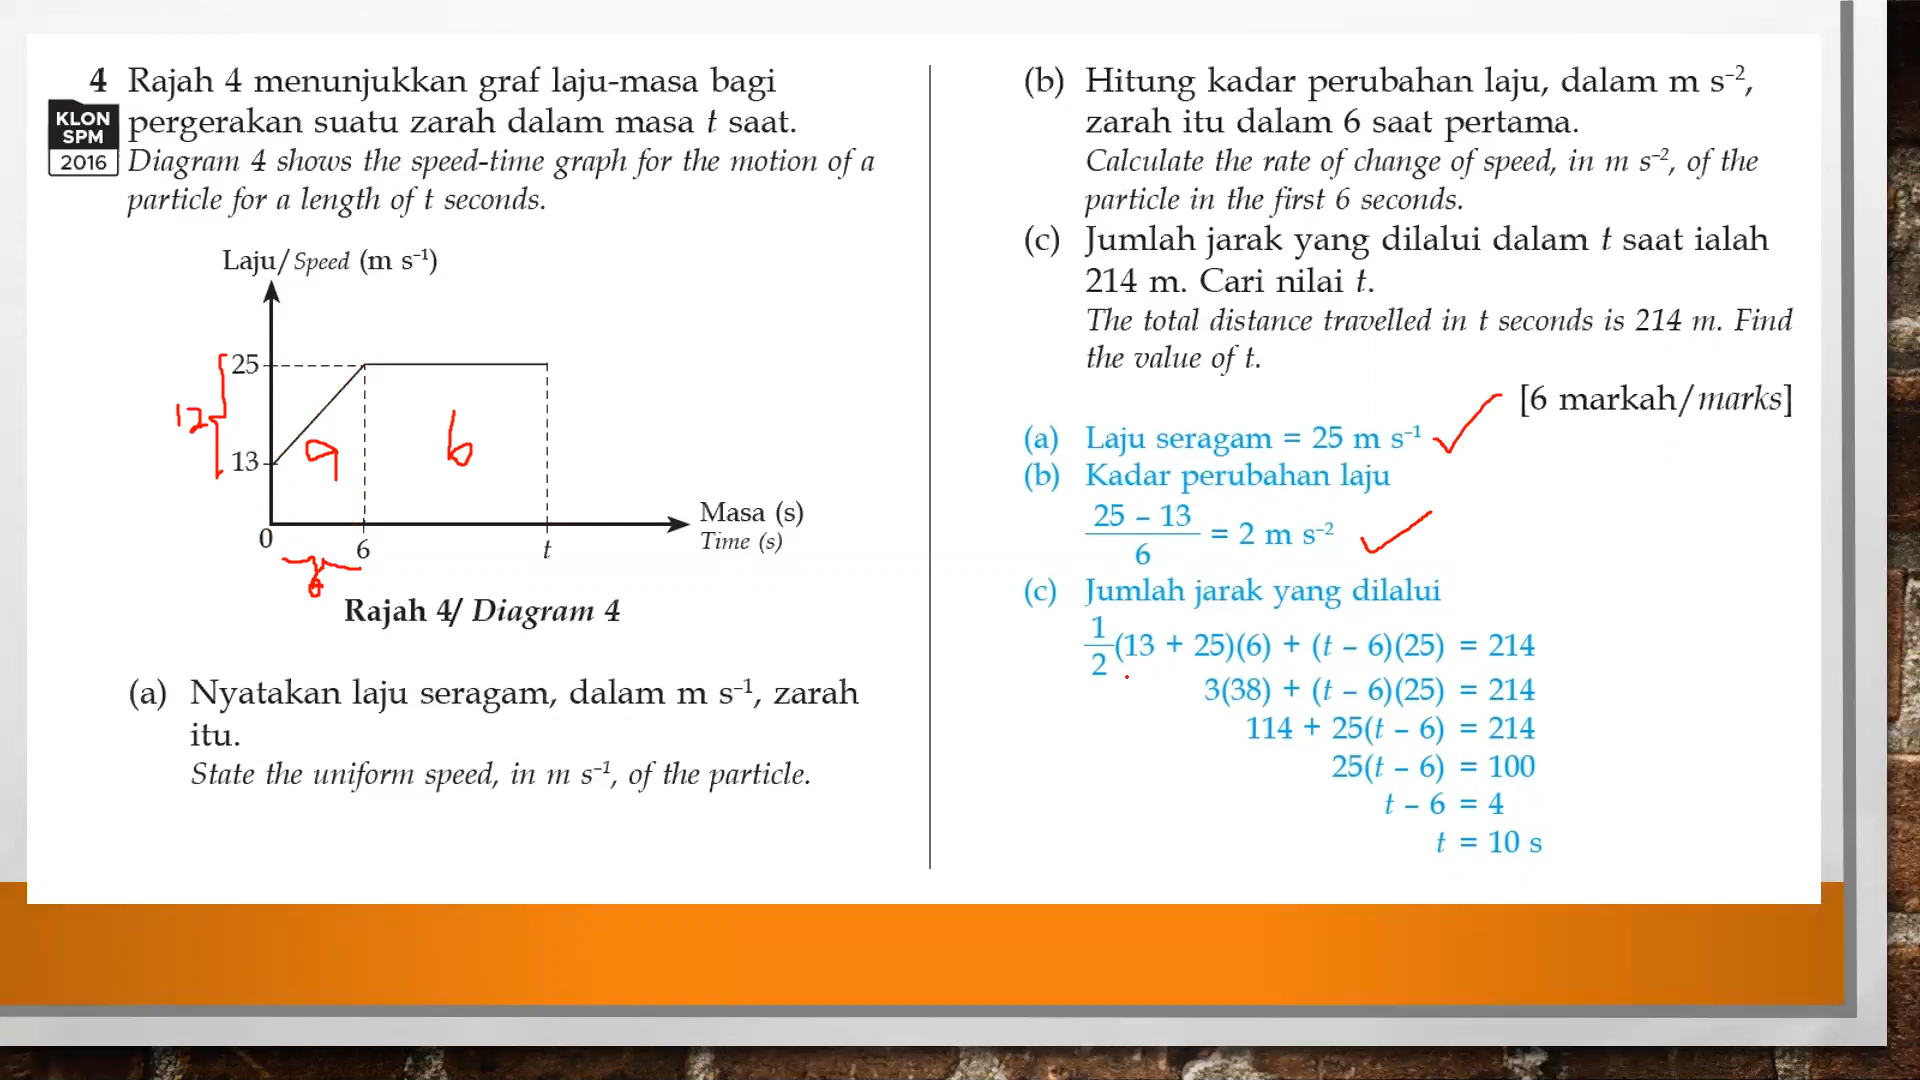 4 Rajah 4 menunjukkan graf laju-masa bagi
KLON
SPM
2016
pergerakan suatu zarah dalam masa t saat.
Diagram 4 shows the speed-time graph for the motion of a
particle for a length of t seconds.
Laju/Speed (m s⁻¹)
25
12
13
a
b
0
6
t
Masa (s)
Time (s)
6
Rajah 4/ Diagram 4
(a) Nyatakan laju seragam, dalam m s⁻¹, zarah
itu.
State the uniform speed, in m s⁻¹, of the particle.
(b) Hitung kadar perubahan laju, dalam m s⁻²,
zarah itu dalam 6 saat pertama.
Calculate the rate of change of speed, in m s⁻², of the
particle in the first 6 seconds.
(c) Jumlah jarak yang dilalui dalam t saat ialah
214 m. Cari nilai t.
The total distance travelled in t seconds is 214 m. Find
the value of t.
[6 markah/marks]
(a) Laju seragam = 25 m s⁻¹
(b) Kadar perubahan laju
25 – 13
6
= 2 m s⁻²
(c) Jumlah jarak yang dilalui
1/2(13 + 25)(6) + (t – 6)(25) = 214
3(38) + (t – 6)(25) = 214
114 + 25(t – 6) = 214
25(t – 6) = 100
t – 6 = 4
t = 10 s